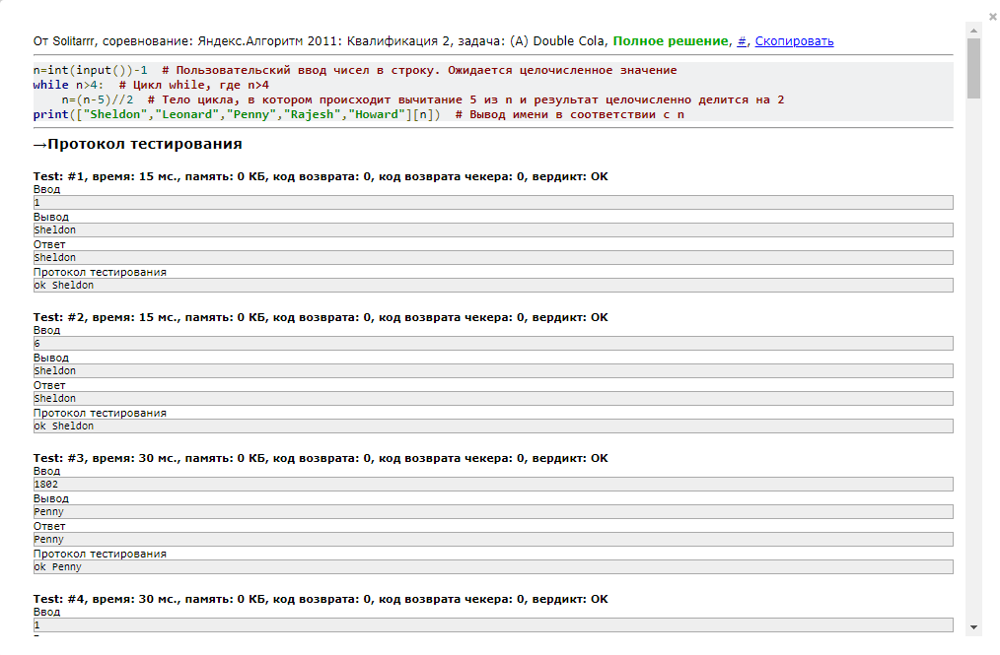 ×
От Solitarrr, соревнование: Яндекс.Алгоритм 2011: Квалификация 2, задача: (A) Double Cola, Полное решение, #, Скопировать
n=int(input())-1  # Пользовательский ввод чисел в строку. Ожидается целочисленное значение
while n>4:  # Цикл while, где n>4
    n=(n-5)//2  # Тело цикла, в котором происходит вычитание 5 из n и результат целочисленно делится на 2
print(["Sheldon","Leonard","Penny","Rajesh","Howard"][n])  # Вывод имени в соответствии с n
→Протокол тестирования
Test: #1, время: 15 мс., память: 0 КБ, код возврата: 0, код возврата чекера: 0, вердикт: OK
Ввод
1
Вывод
Sheldon
Ответ
Sheldon
Протокол тестирования
ok Sheldon
Test: #2, время: 15 мс., память: 0 КБ, код возврата: 0, код возврата чекера: 0, вердикт: OK
Ввод
6
Вывод
Sheldon
Ответ
Sheldon
Протокол тестирования
ok Sheldon
Test: #3, время: 30 мс., память: 0 КБ, код возврата: 0, код возврата чекера: 0, вердикт: OK
Ввод
1802
Вывод
Penny
Ответ
Penny
Протокол тестирования
ok Penny
Test: #4, время: 30 мс., память: 0 КБ, код возврата: 0, код возврата чекера: 0, вердикт: OK
Ввод
1